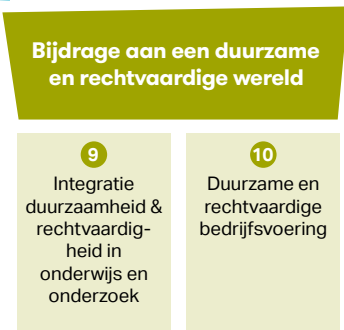 Bijdrage aan een duurzame
en rechtvaardige wereld
9
Integratie
duurzaamheid &
rechtvaardig-
heid in
onderwijs en
onderzoek
10
Duurzame en
rechtvaardige
bedrijfsvoering